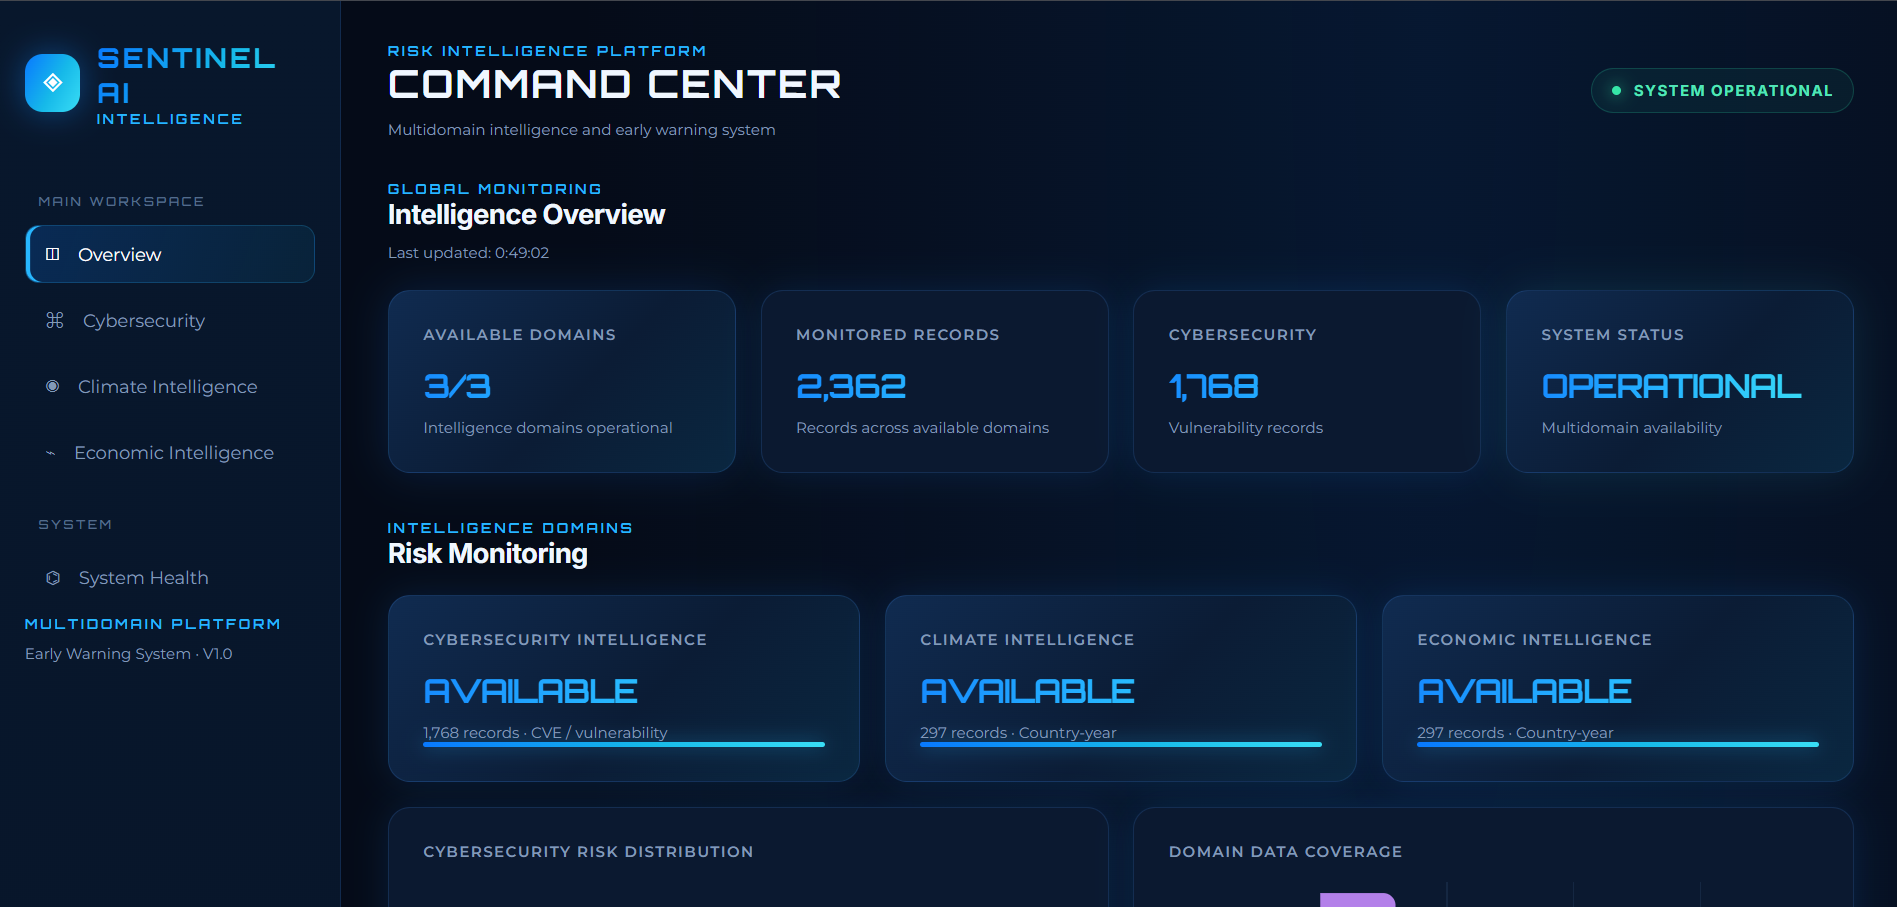 SENTINEL
AI
INTELLIGENCE
MAIN WORKSPACE
Overview
Cybersecurity
Climate Intelligence
Economic Intelligence
SYSTEM
System Health
MULTIDOMAIN PLATFORM
Early Warning System · V1.0
RISK INTELLIGENCE PLATFORM
COMMAND CENTER
Multidomain intelligence and early warning system
SYSTEM OPERATIONAL
GLOBAL MONITORING
Intelligence Overview
Last updated: 0:49:02
AVAILABLE DOMAINS
3/3
Intelligence domains operational
MONITORED RECORDS
2,362
Records across available domains
CYBERSECURITY
1,768
Vulnerability records
SYSTEM STATUS
OPERATIONAL
Multidomain availability
INTELLIGENCE DOMAINS
Risk Monitoring
CYBERSECURITY INTELLIGENCE
AVAILABLE
1,768 records · CVE / vulnerability
CLIMATE INTELLIGENCE
AVAILABLE
297 records · Country-year
ECONOMIC INTELLIGENCE
AVAILABLE
297 records · Country-year
CYBERSECURITY RISK DISTRIBUTION
DOMAIN DATA COVERAGE